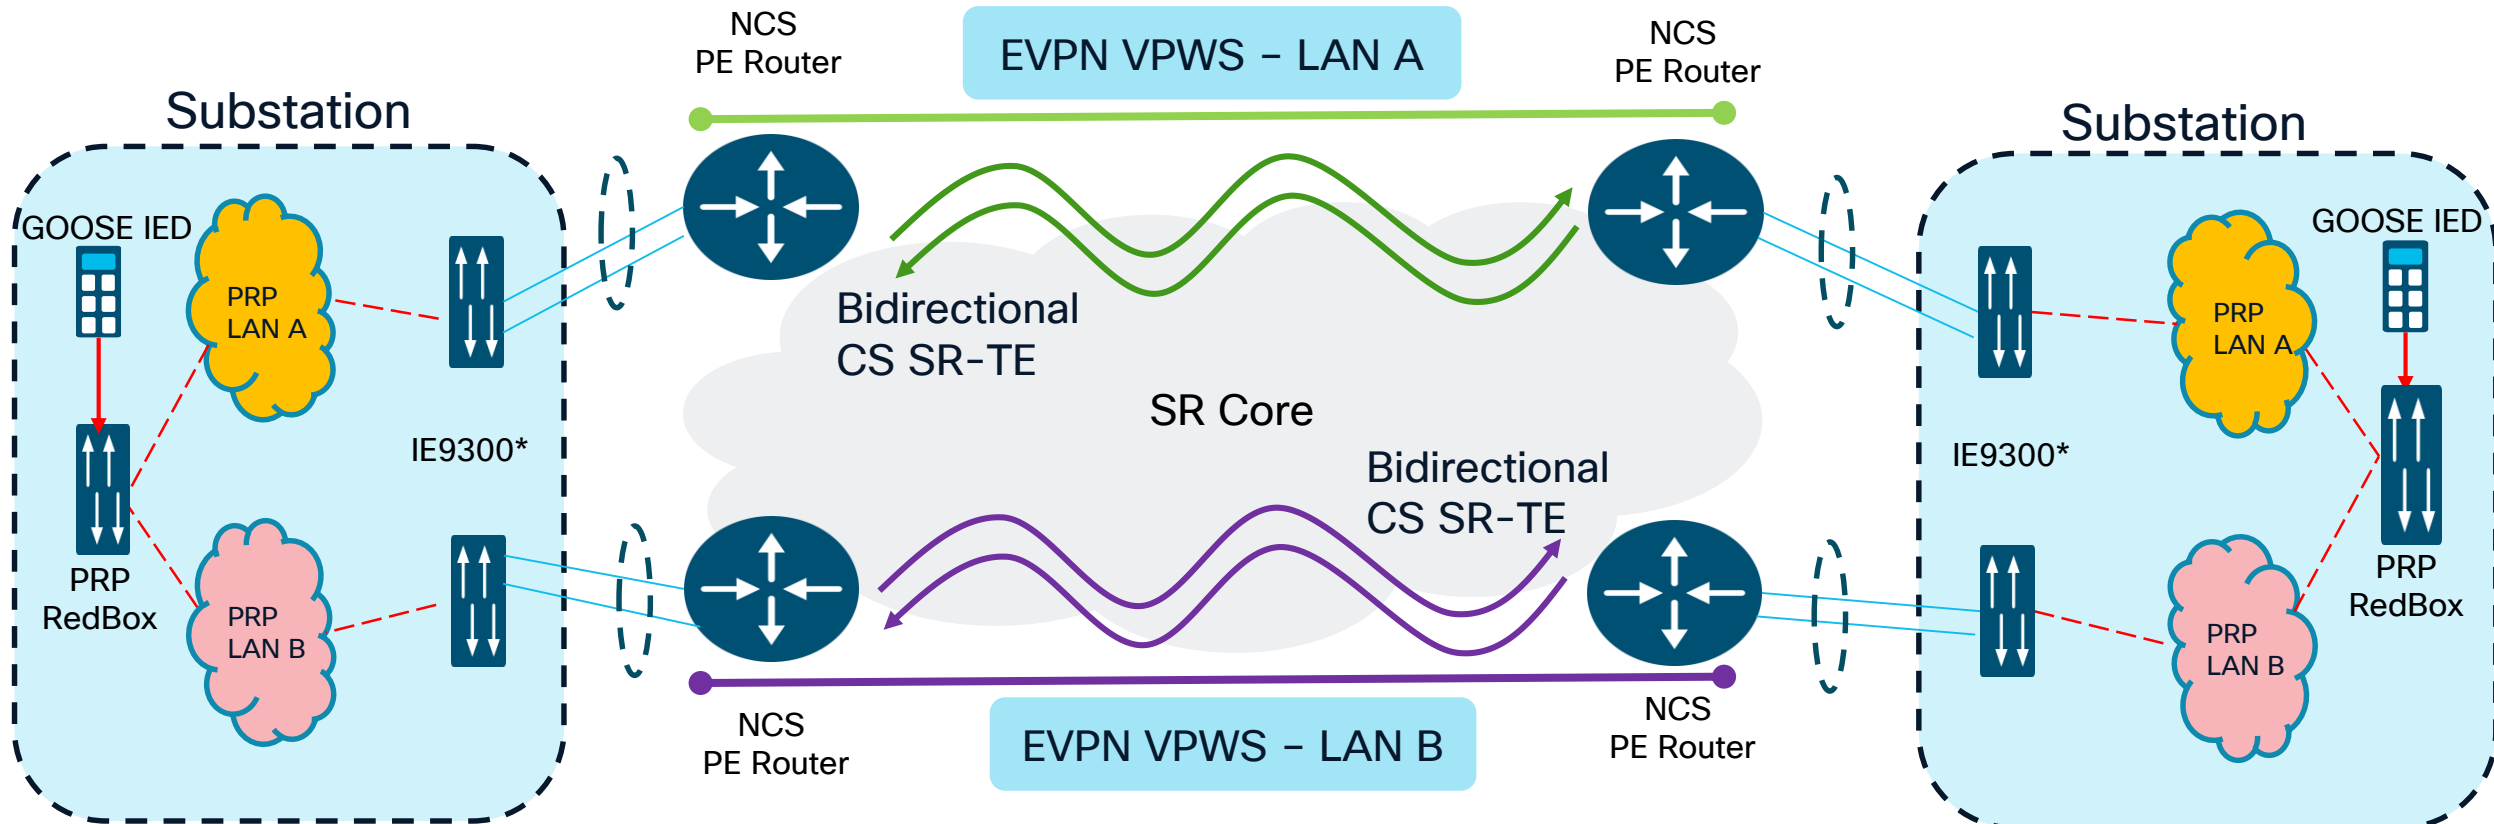 NCS
PE Router
EVPN VPWS – LAN A
NCS
PE Router
Substation
Substation
GOOSE IED
GOOSE IED
PRP
LAN A
Bidirectional
CS SR-TE
PRP
LAN A
SR Core
IE9300*
IE9300*
Bidirectional
CS SR-TE
PRP
RedBox
PRP
LAN B
PRP
RedBox
PRP
LAN B
NCS
PE Router
EVPN VPWS – LAN B
NCS
PE Router